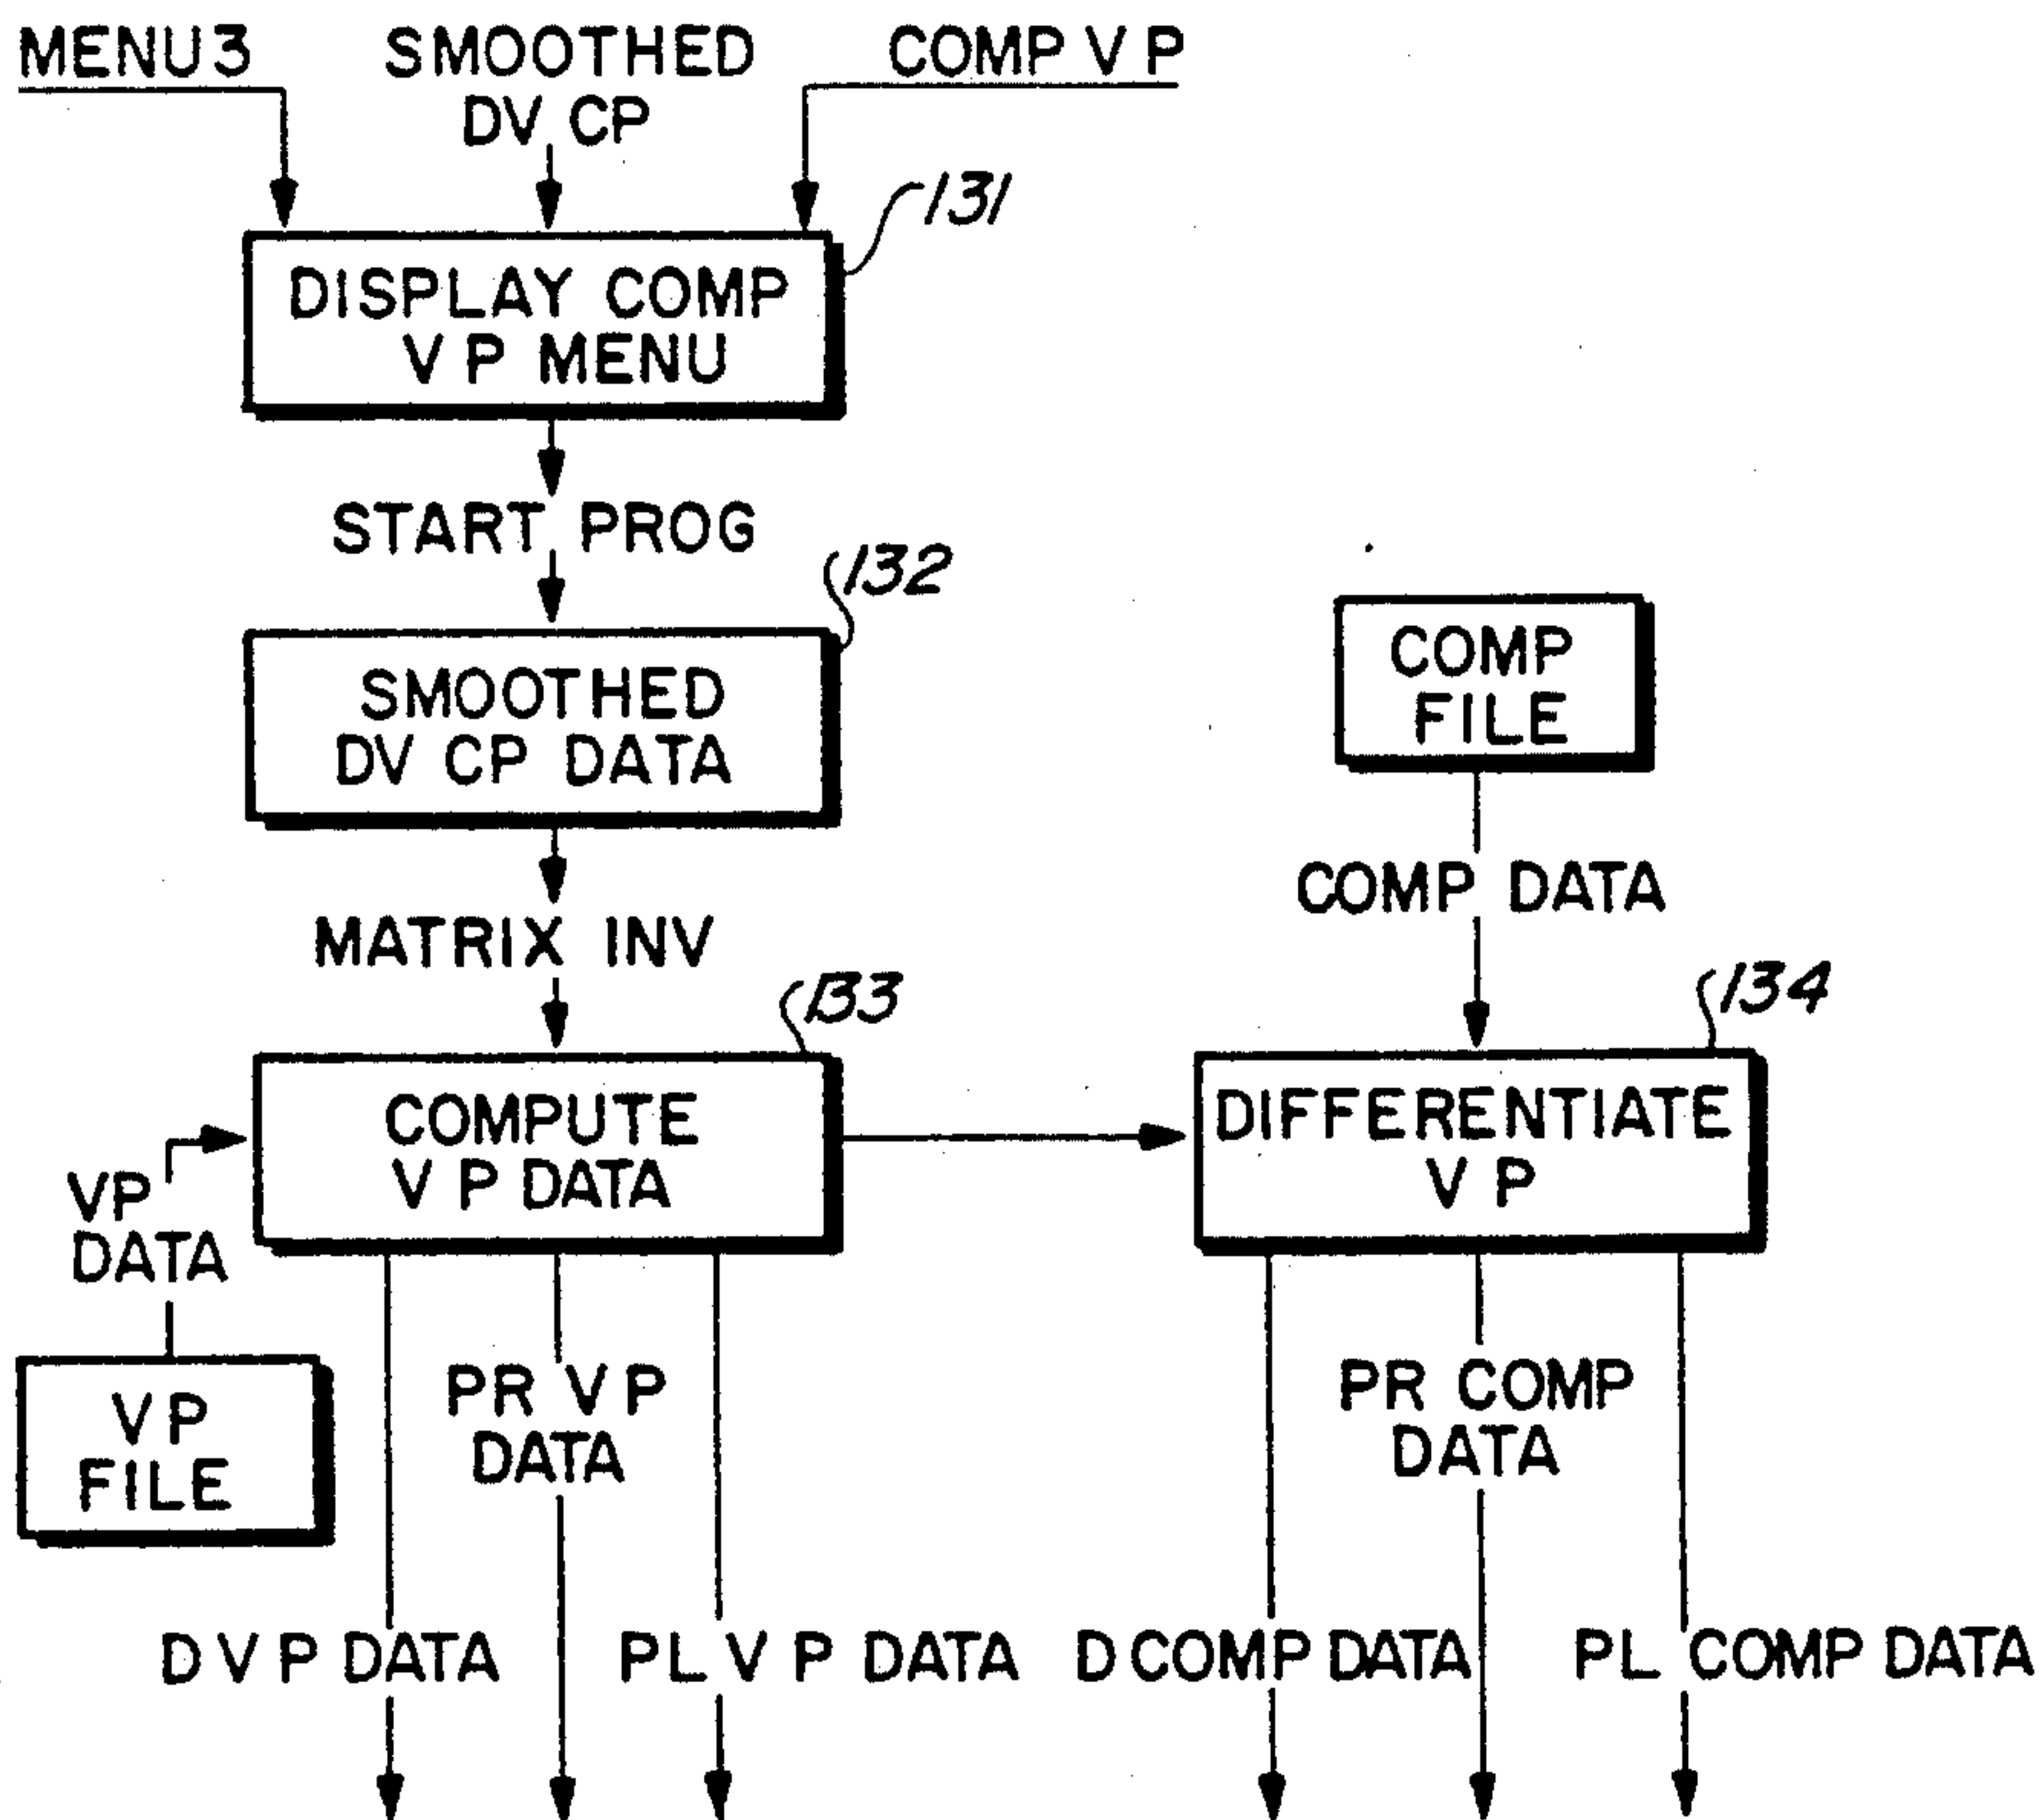 MENU3
SMOOTHED
DV CP
COMP V P
131
DISPLAY COMP
V P MENU
START PROG
132
SMOOTHED
DV CP DATA
COMP
FILE
MATRIX INV
COMP DATA
133
134
COMPUTE
V P DATA
DIFFERENTIATE
V P
VP
DATA
V P
FILE
PR V P
DATA
PR COMP
DATA
D V P DATA
PL V P DATA
D COMP DATA
PL COMP DATA